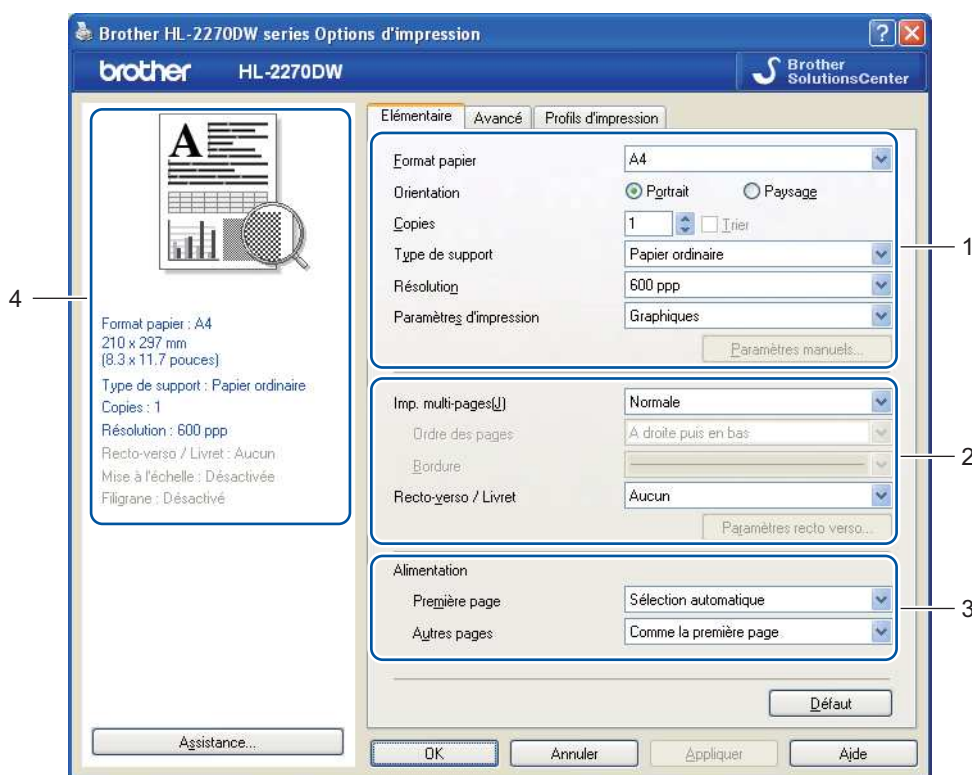 Brother HL-2270DW series Options d'impression
brother HL-2270DW
Brother
SolutionsCenter
A
Format papier : A4
210 x 297 mm
(8.3 x 11.7 pouces)
Type de support : Papier ordinaire
Copies : 1
Résolution : 600 ppp
Recto-verso / Livret : Aucun
Mise à l'échelle : Désactivée
Filigrane : Désactivé
Assistance...
4
Elémentaire Avancé Profils d'impression
Format papier A4
Orientation Portrait Paysage
Copies 1 Trier
Type de support Papier ordinaire
Résolution 600 ppp
Paramètres d'impression Graphiques
Paramètres manuels...
1
Imp. multi-pages(J) Normale
Ordre des pages A droite puis en bas
Bordure
Recto-verso / Livret Aucun
Paramètres recto verso...
2
Alimentation
Première page Sélection automatique
Autres pages Comme la première page
3
Défaut
OK Annuler Appliquer Aide